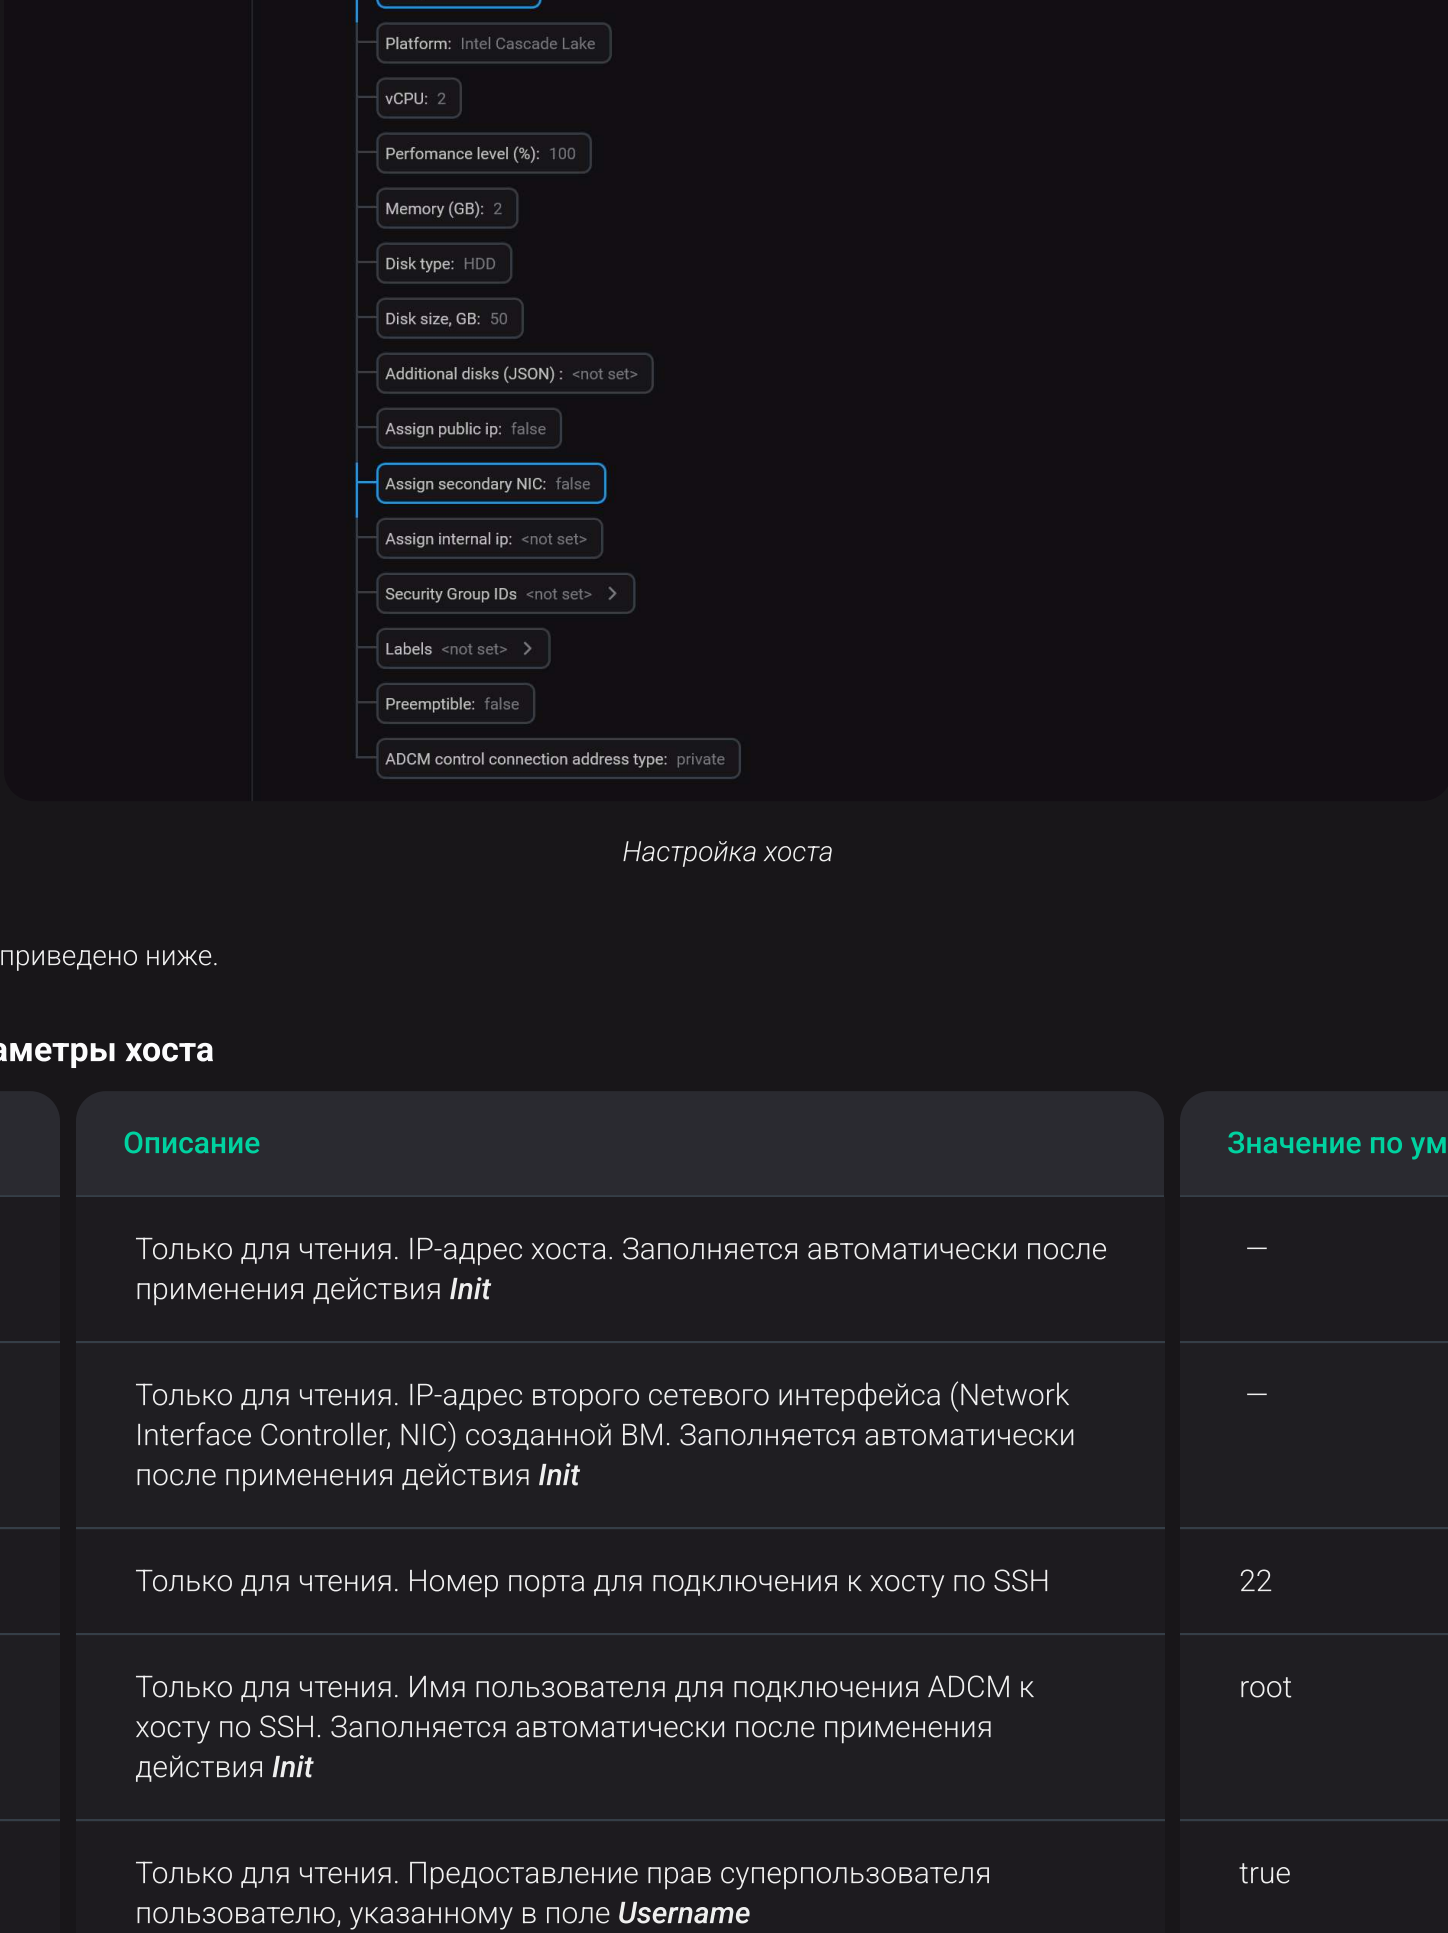 Platform: Intel Cascade Lake
vCPU: 2
Perfomance level (%): 100
Memory (GB): 2
Disk type: HDD
Disk size, GB: 50
Additional disks (JSON) : <not set>
Assign public ip: false
Assign secondary NIC: false
Assign internal ip: <not set>
Security Group IDs <not set>
Labels <not set>
Preemptible: false
ADCM control connection address type: private
Настройка хоста
приведено ниже.
аметры хоста
Описание
Значение по ум
Только для чтения. IP-адрес хоста. Заполняется автоматически после
применения действия Init
—
Только для чтения. IP-адрес второго сетевого интерфейса (Network
Interface Controller, NIC) созданной ВМ. Заполняется автоматически
после применения действия Init
—
Только для чтения. Номер порта для подключения к хосту по SSH
22
Только для чтения. Имя пользователя для подключения ADCM к
хосту по SSH. Заполняется автоматически после применения
действия Init
root
Только для чтения. Предоставление прав суперпользователя
пользователю, указанному в поле Username
true